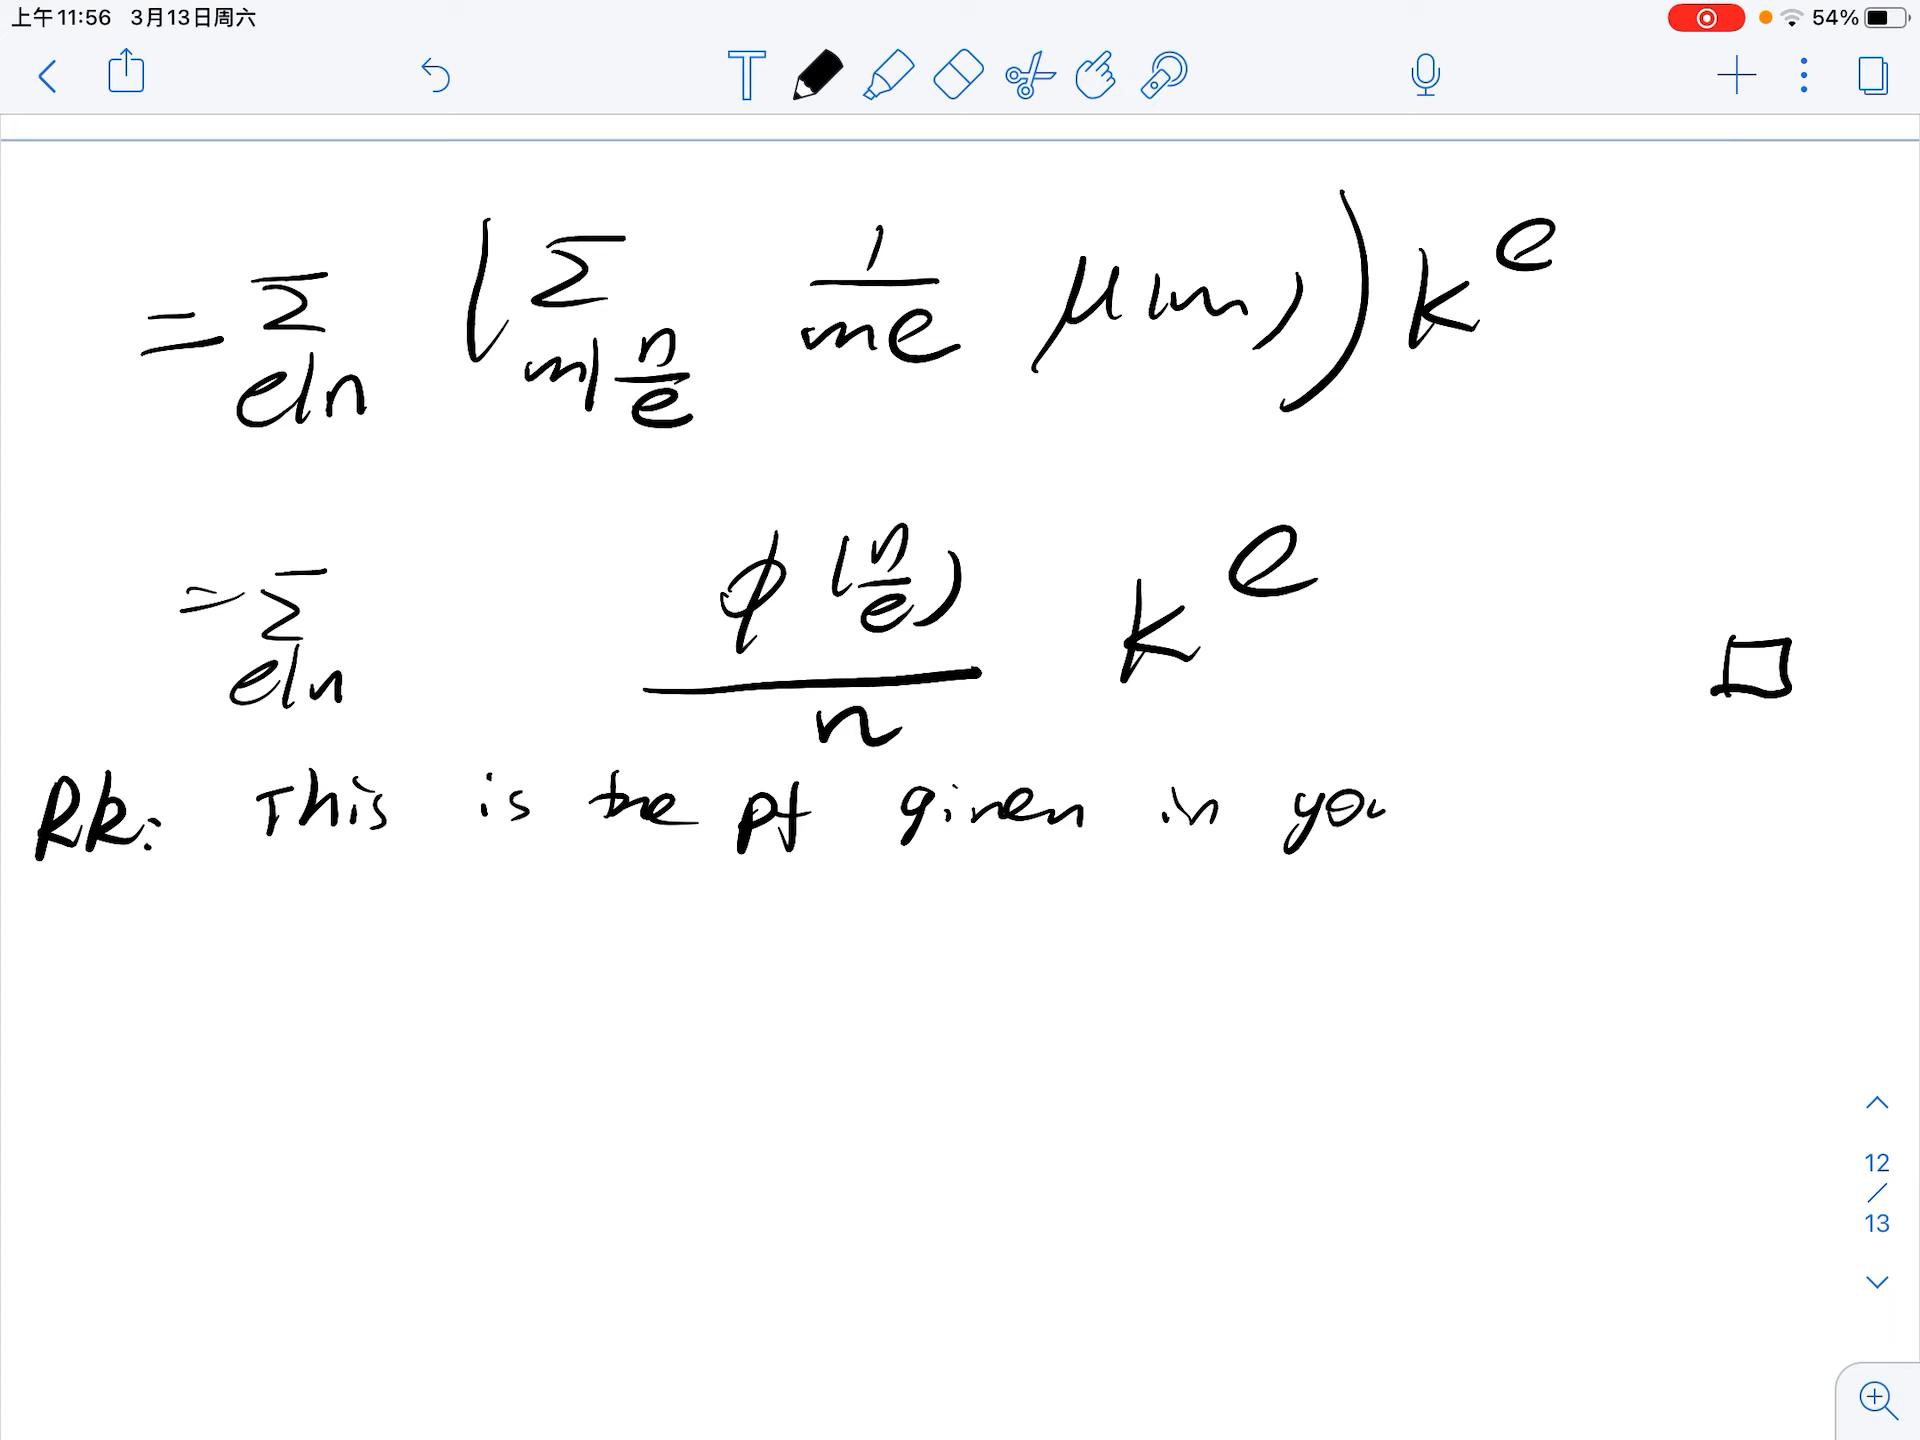 上午11:56 3月13日周六
54%
T
= Σ_{e|n} ( Σ_{m|n/e} 1/(me) μ(m) ) k^e
= Σ_{e|n} φ(n/e)/n k^e □
Rk: This is the pf given in you
12
/
13